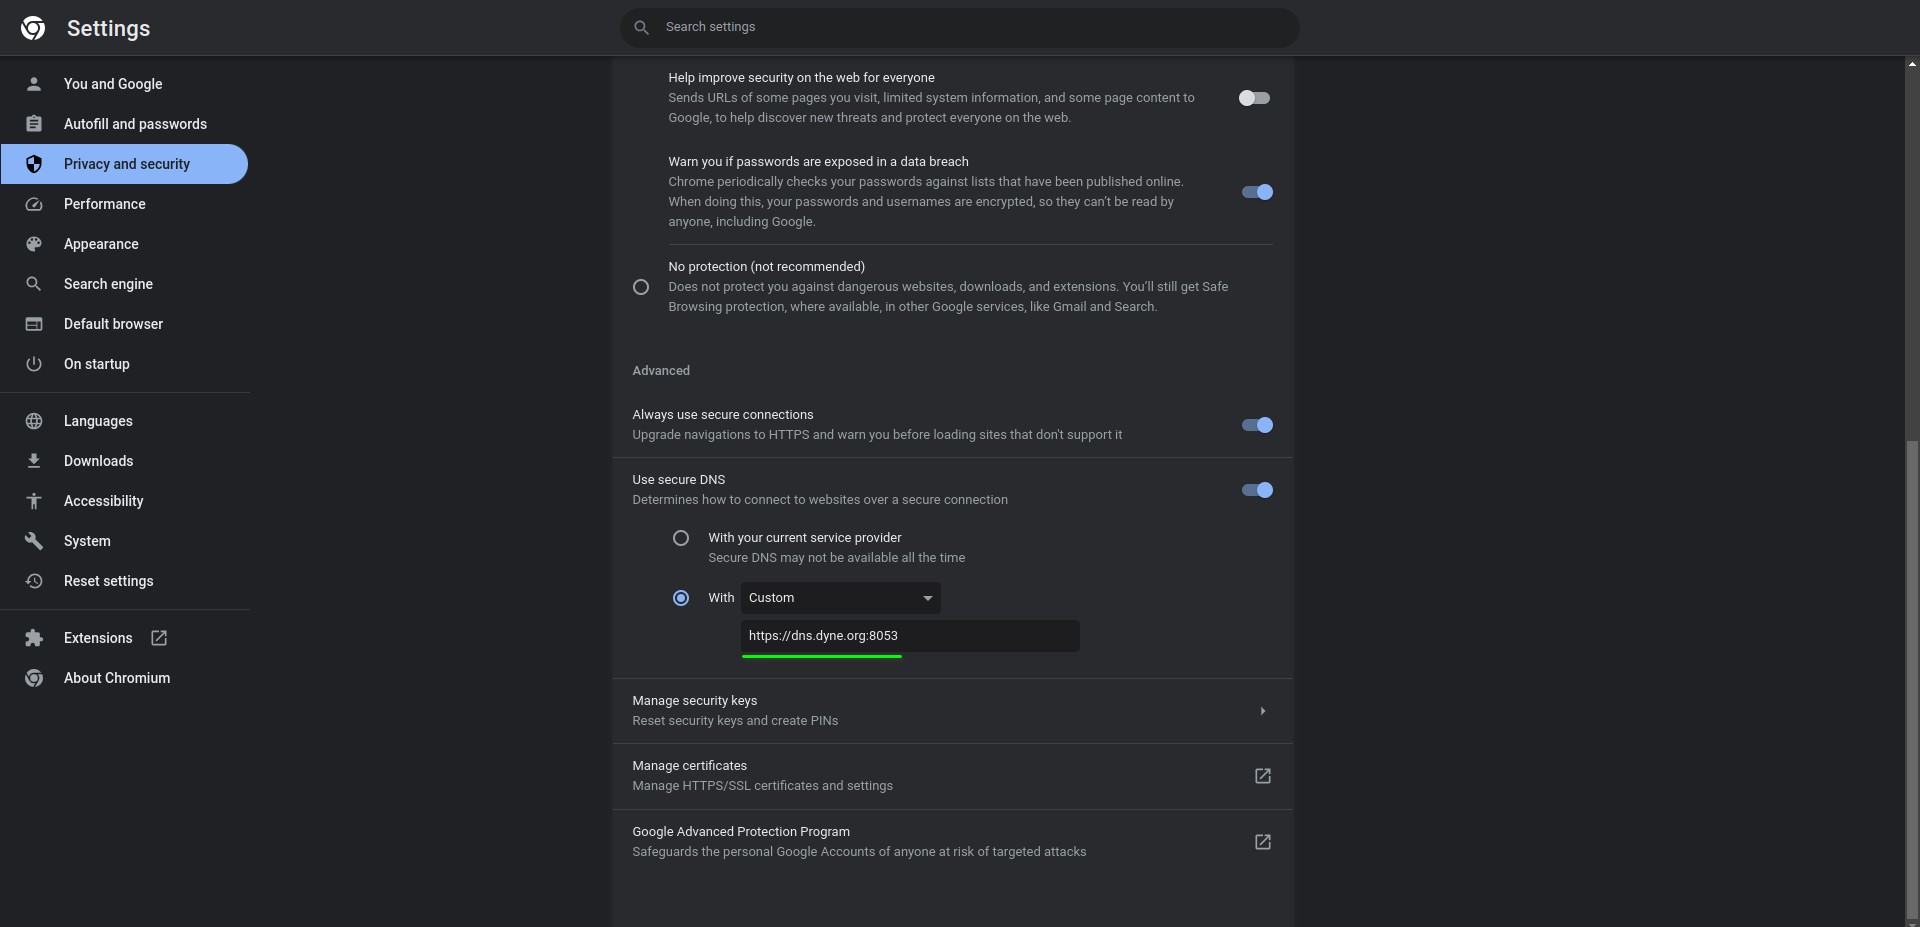 Settings
Search settings
You and Google
Autofill and passwords
Privacy and security
Performance
Appearance
Search engine
Default browser
On startup
Languages
Downloads
Accessibility
System
Reset settings
Extensions
About Chromium
Help improve security on the web for everyone
Sends URLs of some pages you visit, limited system information, and some page content to
Google, to help discover new threats and protect everyone on the web.
Warn you if passwords are exposed in a data breach
Chrome periodically checks your passwords against lists that have been published online.
When doing this, your passwords and usernames are encrypted, so they can’t be read by
anyone, including Google.
No protection (not recommended)
Does not protect you against dangerous websites, downloads, and extensions. You’ll still get Safe
Browsing protection, where available, in other Google services, like Gmail and Search.
Advanced
Always use secure connections
Upgrade navigations to HTTPS and warn you before loading sites that don't support it
Use secure DNS
Determines how to connect to websites over a secure connection
With your current service provider
Secure DNS may not be available all the time
With Custom
https://dns.dyne.org:8053
Manage security keys
Reset security keys and create PINs
Manage certificates
Manage HTTPS/SSL certificates and settings
Google Advanced Protection Program
Safeguards the personal Google Accounts of anyone at risk of targeted attacks